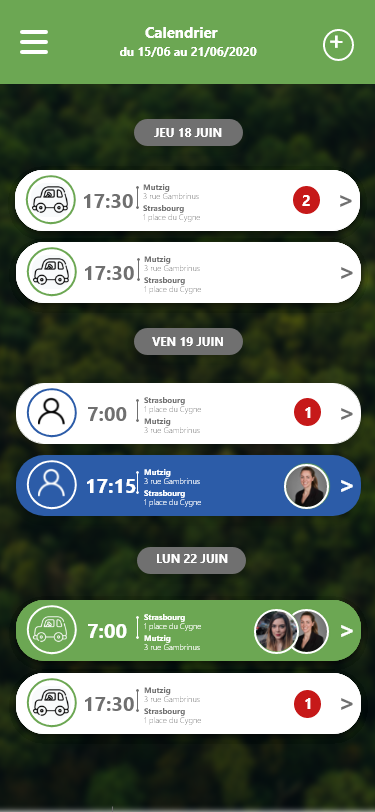 Calendrier
du 15/06 au 21/06/2020
+
JEU 18 JUIN
17:30
Mutzig
3 rue Gambrinus
Strasbourg
1 place du Cygne
2
>
17:30
Mutzig
3 rue Gambrinus
Strasbourg
1 place du Cygne
>
VEN 19 JUIN
7:00
Strasbourg
1 place du Cygne
Mutzig
3 rue Gambrinus
1
>
17:15
Mutzig
3 rue Gambrinus
Strasbourg
1 place du Cygne
>
LUN 22 JUIN
7:00
Strasbourg
1 place du Cygne
Mutzig
3 rue Gambrinus
>
17:30
Mutzig
3 rue Gambrinus
Strasbourg
1 place du Cygne
1
>